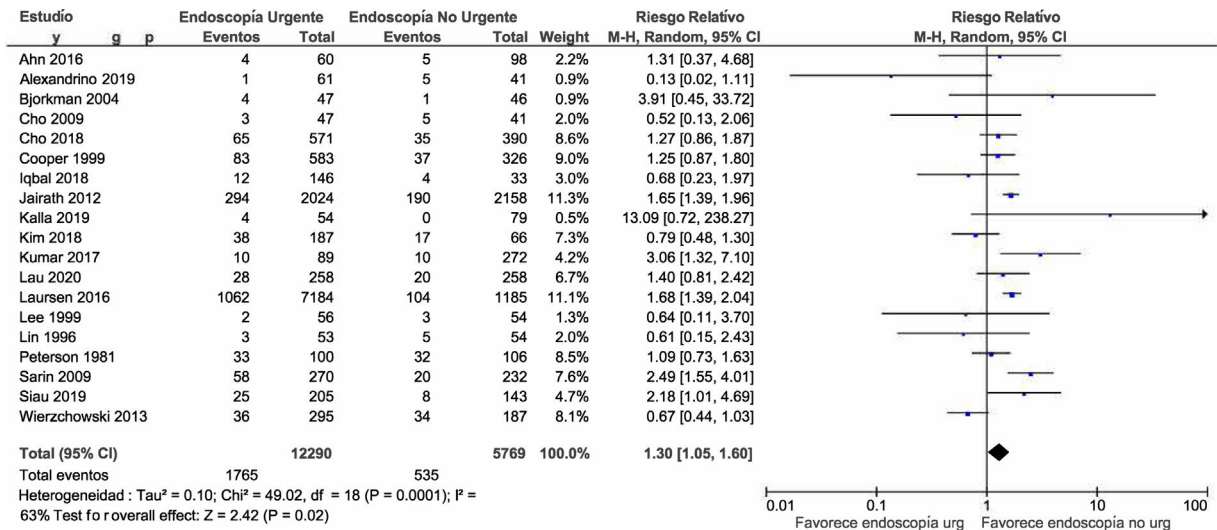 Estudío Endoscopía Urgente Endoscopía No Urgente Riesgo Relatívo Riesgo Relatívo
y g p Eventos Total Eventos Total Weight M-H, Random, 95% CI M-H, Random, 95% CI
Ahn 2016 4 60 5 98 2.2% 1.31 [0.37, 4.68]
Alexandrino 2019 1 61 5 41 0.9% 0.13 [0.02, 1.11]
Bjorkman 2004 4 47 1 46 0.9% 3.91 [0.45, 33.72]
Cho 2009 3 47 5 41 2.0% 0.52 [0.13, 2.06]
Cho 2018 65 571 35 390 8.6% 1.27 [0.86, 1.87]
Cooper 1999 83 583 37 326 9.0% 1.25 [0.87, 1.80]
Iqbal 2018 12 146 4 33 3.0% 0.68 [0.23, 1.97]
Jairath 2012 294 2024 190 2158 11.3% 1.65 [1.39, 1.96]
Kalla 2019 4 54 0 79 0.5% 13.09 [0.72, 238.27]
Kim 2018 38 187 17 66 7.3% 0.79 [0.48, 1.30]
Kumar 2017 10 89 10 272 4.2% 3.06 [1.32, 7.10]
Lau 2020 28 258 20 258 6.7% 1.40 [0.81, 2.42]
Laursen 2016 1062 7184 104 1185 11.1% 1.68 [1.39, 2.04]
Lee 1999 2 56 3 54 1.3% 0.64 [0.11, 3.70]
Lin 1996 3 53 5 54 2.0% 0.61 [0.15, 2.43]
Peterson 1981 33 100 32 106 8.5% 1.09 [0.73, 1.63]
Sarin 2009 58 270 20 232 7.6% 2.49 [1.55, 4.01]
Siau 2019 25 205 8 143 4.7% 2.18 [1.01, 4.69]
Wierzchowski 2013 36 295 34 187 8.1% 0.67 [0.44, 1.03]
Total (95% CI) 12290 5769 100.0% 1.30 [1.05, 1.60]
Total eventos 1765 535
Heterogeneidad : Tau² = 0.10; Chi² = 49.02, df = 18 (P = 0.0001); I² =
63% Test fo r overall effect: Z = 2.42 (P = 0.02)
0.01 0.1 1 10 100
Favorece endoscopía urg Favorece endoscopía no urg